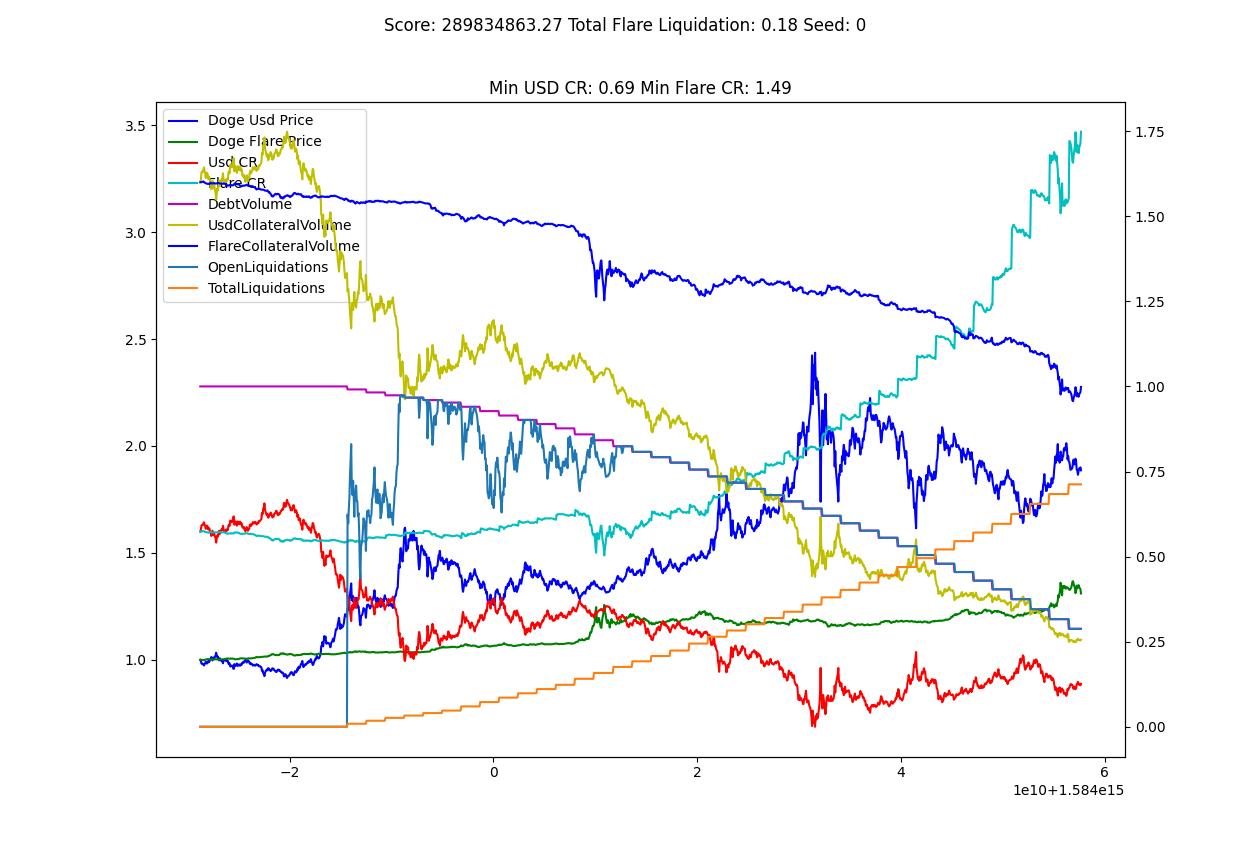 Score: 289834863.27 Total Flare Liquidation: 0.18 Seed: 0
Min USD CR: 0.69 Min Flare CR: 1.49
Doge Usd Price
Doge Flare Price
Usd CR
Flare CR
DebtVolume
UsdCollateralVolume
FlareCollateralVolume
OpenLiquidations
TotalLiquidations
3.5
3.0
2.5
2.0
1.5
1.0
1.75
1.50
1.25
1.00
0.75
0.50
0.25
0.00
−2
0
2
4
6
1e10+1.584e15